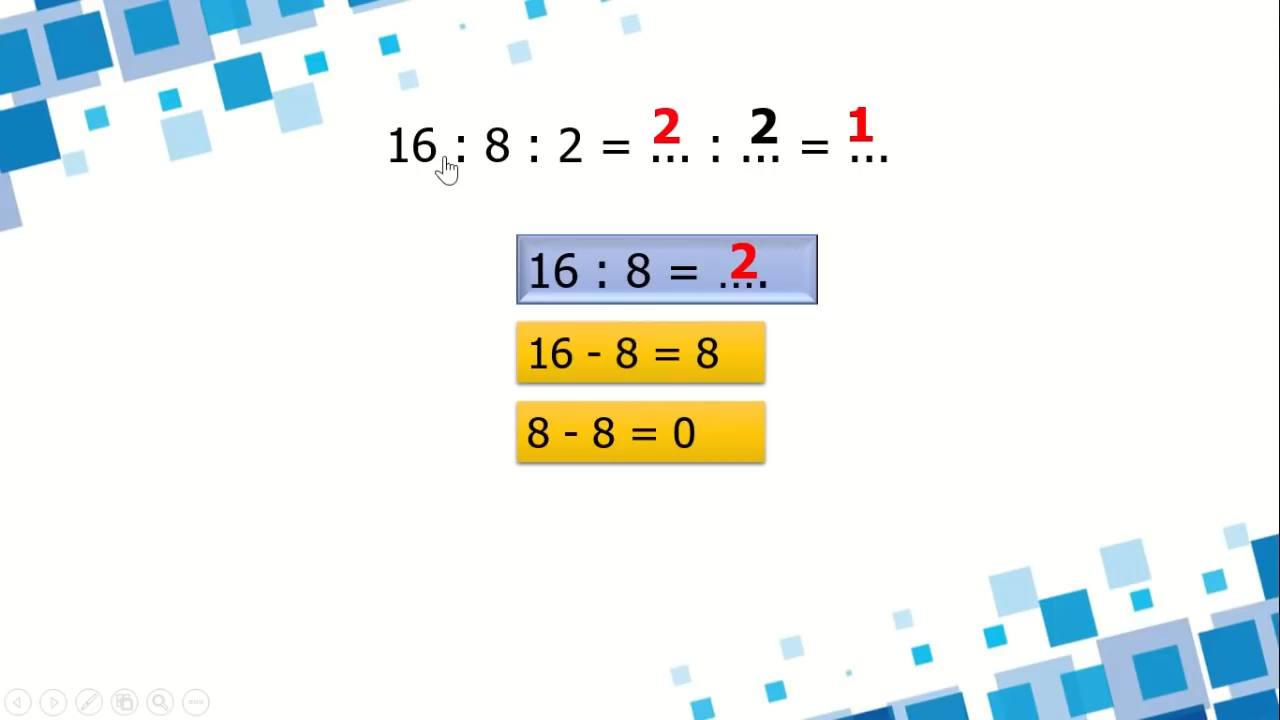 16 : 8 : 2 = 2... : 2... = 1...
16 : 8 = 2....
16 - 8 = 8
8 - 8 = 0